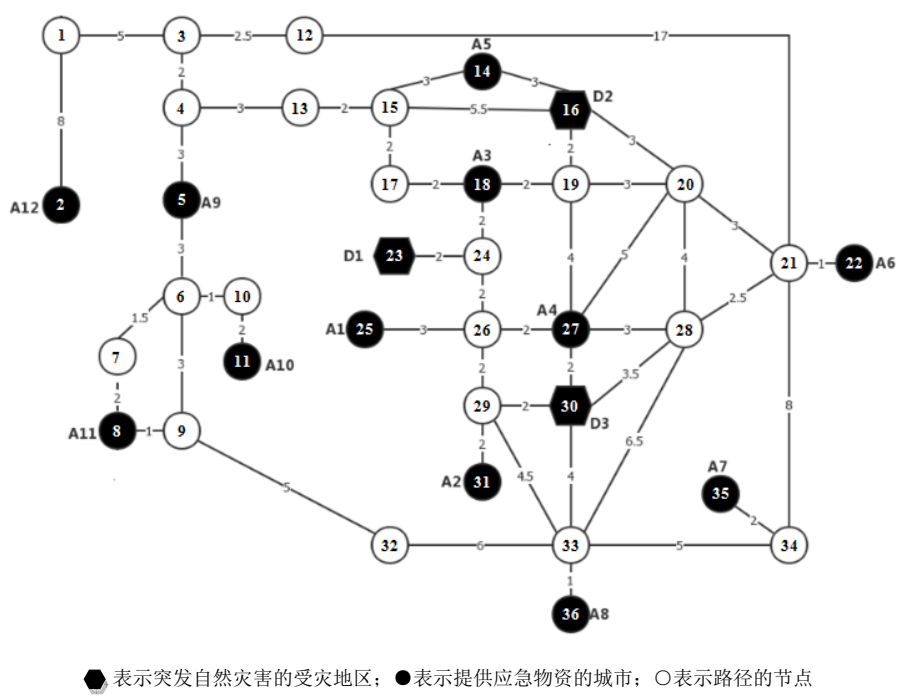 1 5 3 2.5 12 17
2 A5
3 14 3 D2
4 3 13 2 15 5.5 16
8 3 2 2 3
A3
17 2 18 2 19 3 20
A12 2 5 A9
2 3
3 D1 23 2 24 4 5 4 21 1 22 A6
6 1 10 2 2.5
1.5 2 A1 25 3 26 2 A4 27 3 28
7 3 11 A10 2 2 3.5
2 29 2 30 8
A11 8 1 9 D3
2 6.5
5 A2 31 4.5 4 A7
35
2
32 6 33 5 34
1
36 A8
表示突发自然灾害的受灾地区；●表示提供应急物资的城市；○表示路径的节点